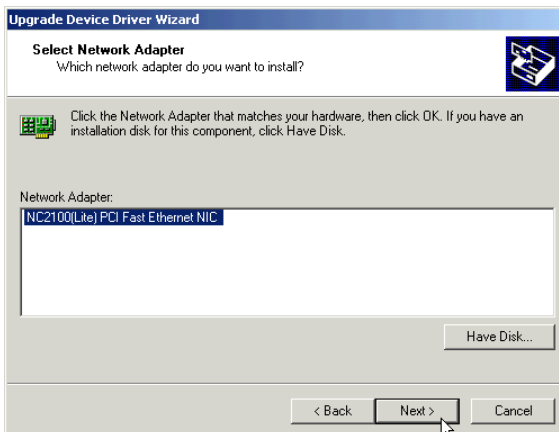 Upgrade Device Driver Wizard
Select Network Adapter
Which network adapter do you want to install?
Click the Network Adapter that matches your hardware, then click OK. If you have an
installation disk for this component, click Have Disk.
Network Adapter:
NC2100(Lite) PCI Fast Ethernet NIC
Have Disk...
< Back
Next >
Cancel